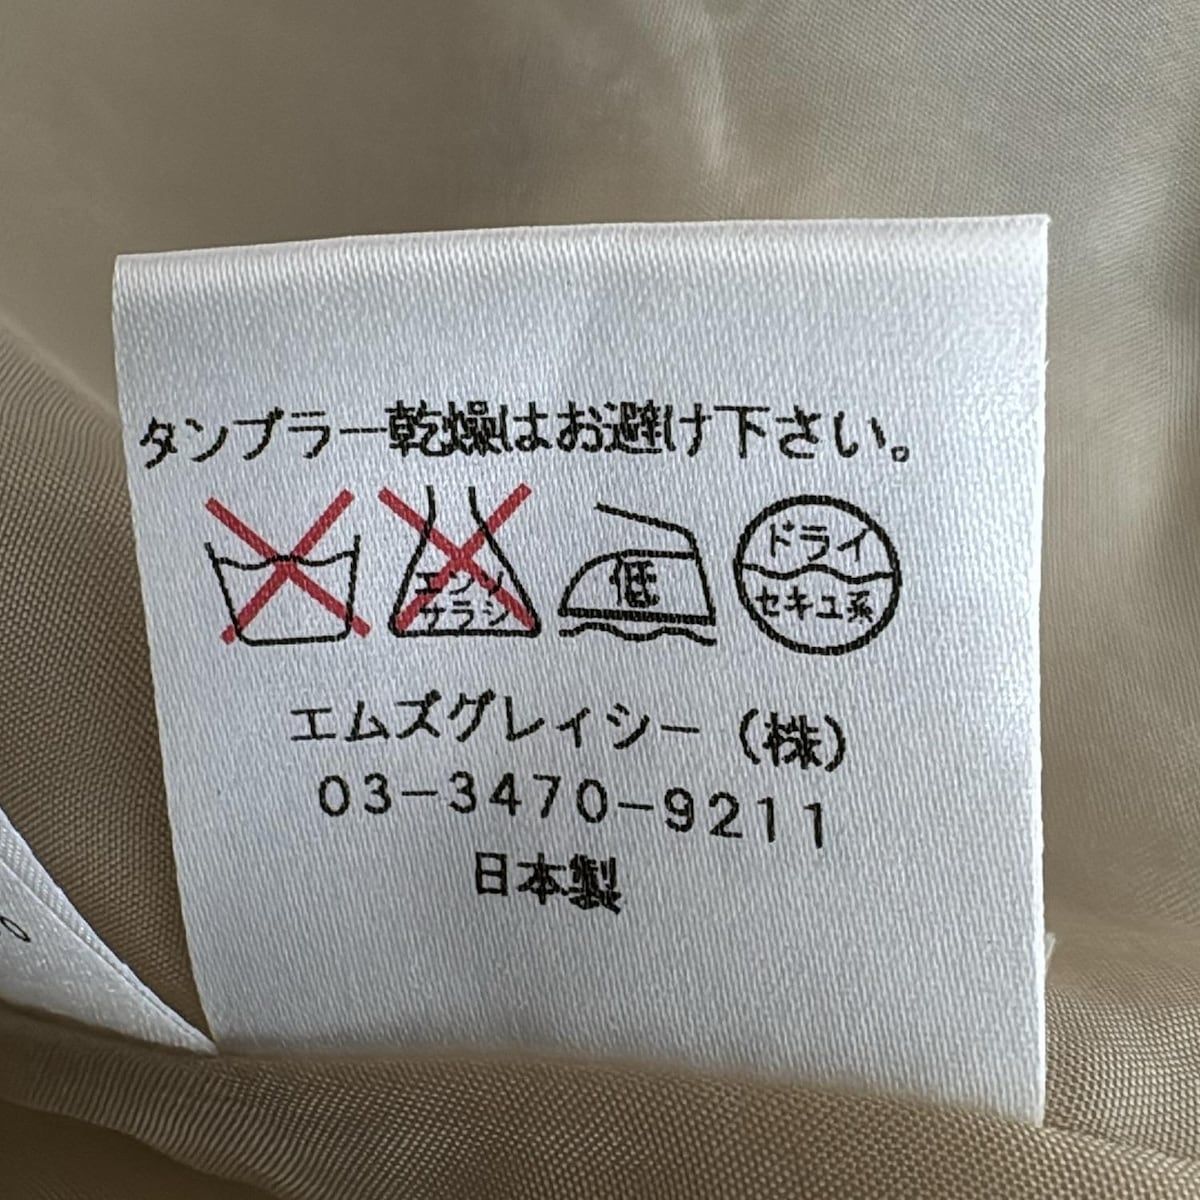 タンブラー乾燥はお避け下さい。
エンソ
サラシ
低
ドライ
セキユ系
エムズグレイシー（株）
03-3470-9211
日本製